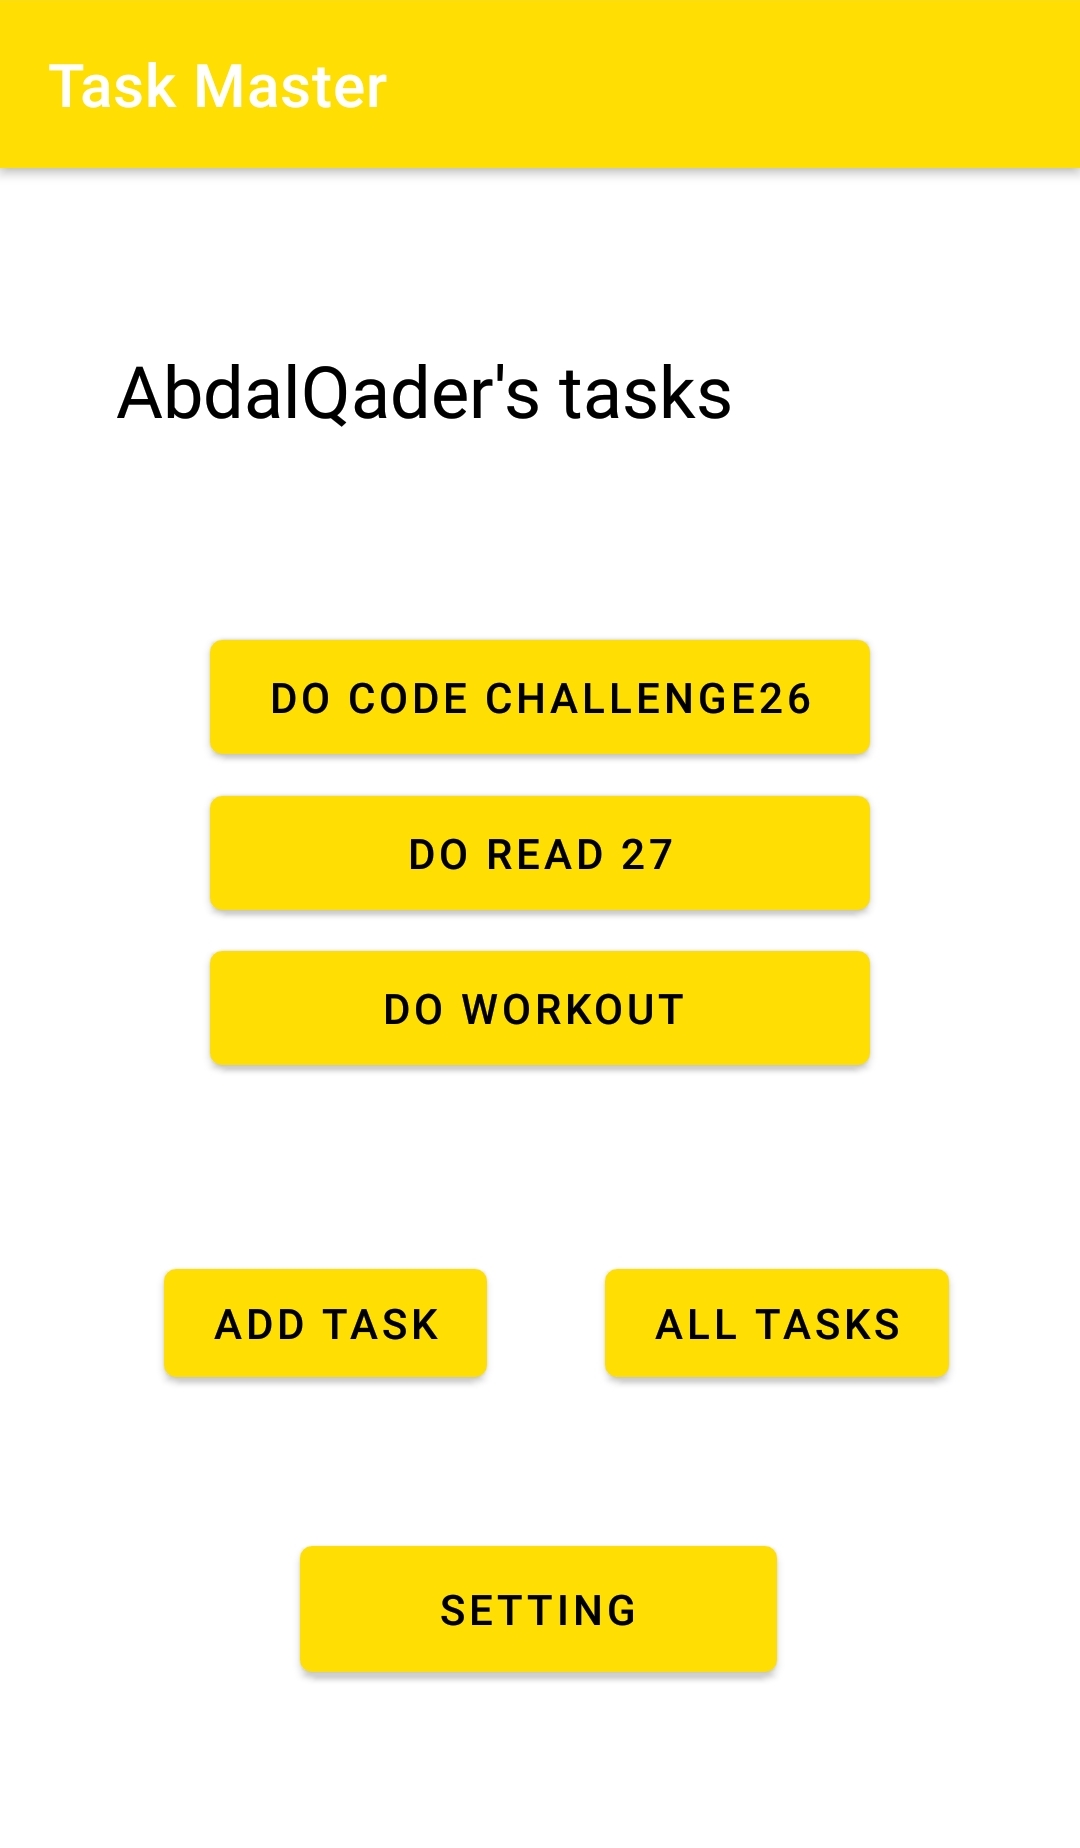 Task Master
AbdalQader's tasks
DO CODE CHALLENGE26
DO READ 27
DO WORKOUT
ADD TASK
ALL TASKS
SETTING